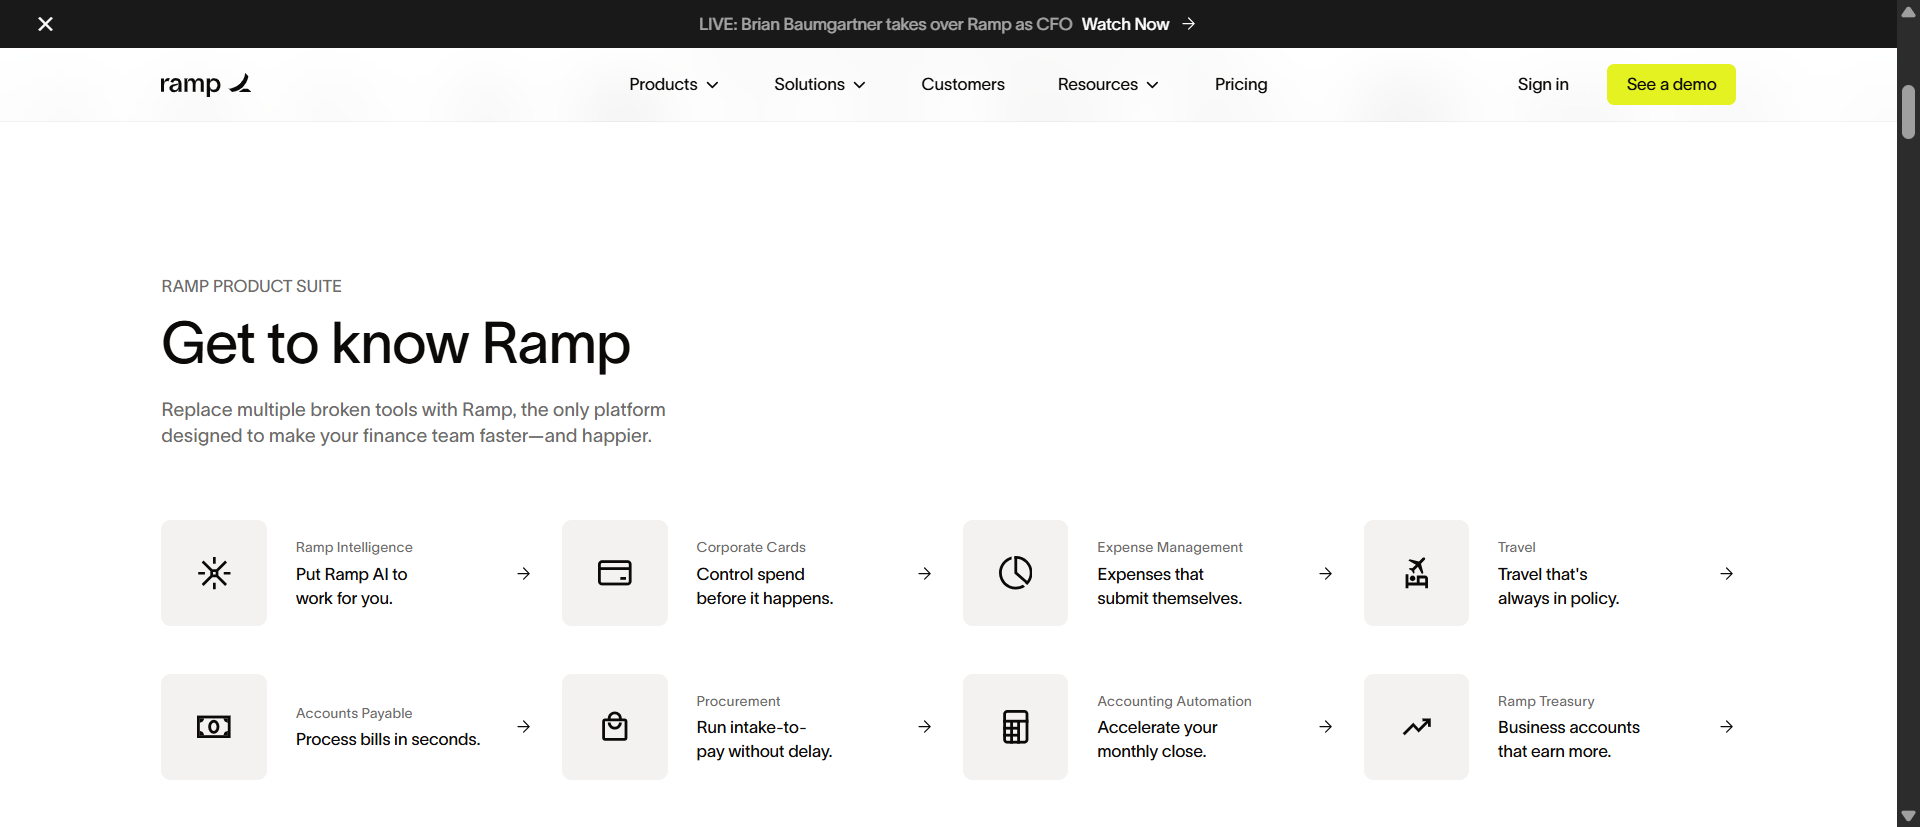 LIVE: Brian Baumgartner takes over Ramp as CFO Watch Now
ramp
Products
Solutions
Customers
Resources
Pricing
Sign in
See a demo
RAMP PRODUCT SUITE
Get to know Ramp
Replace multiple broken tools with Ramp, the only platform
designed to make your finance team faster—and happier.
Ramp Intelligence
Put Ramp AI to
work for you.
Corporate Cards
Control spend
before it happens.
Expense Management
Expenses that
submit themselves.
Travel
Travel that's
always in policy.
Accounts Payable
Process bills in seconds.
Procurement
Run intake-to-
pay without delay.
Accounting Automation
Accelerate your
monthly close.
Ramp Treasury
Business accounts
that earn more.